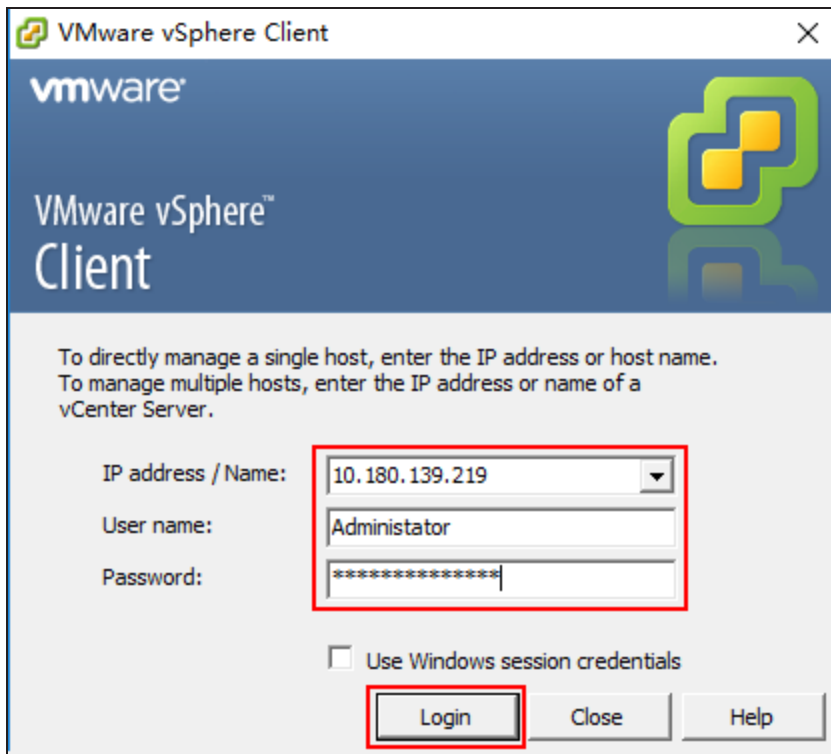 VMware vSphere Client
vmware®
VMware vSphere™
Client
To directly manage a single host, enter the IP address or host name.
To manage multiple hosts, enter the IP address or name of a
vCenter Server.
IP address / Name: 10.180.139.219
User name: Administator
Password: **************
Use Windows session credentials
Login Close Help